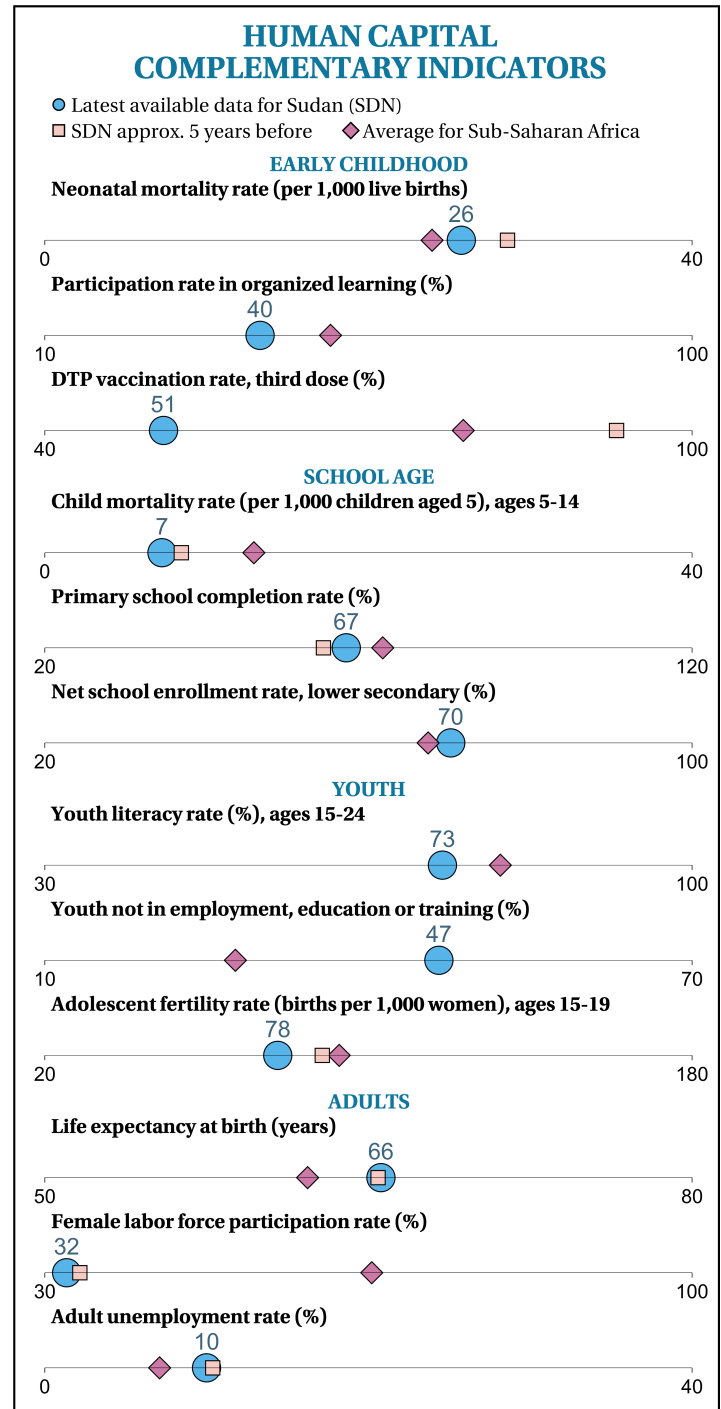 HUMAN CAPITAL
COMPLEMENTARY INDICATORS
Latest available data for Sudan (SDN)
SDN approx. 5 years before Average for Sub-Saharan Africa
EARLY CHILDHOOD
Neonatal mortality rate (per 1,000 live births)
26
0 40
Participation rate in organized learning (%)
40
10 100
DTP vaccination rate, third dose (%)
51
40 100
SCHOOL AGE
Child mortality rate (per 1,000 children aged 5), ages 5-14
7
0 40
Primary school completion rate (%)
67
20 120
Net school enrollment rate, lower secondary (%)
70
20 100
YOUTH
Youth literacy rate (%), ages 15-24
73
30 100
Youth not in employment, education or training (%)
47
10 70
Adolescent fertility rate (births per 1,000 women), ages 15-19
78
20 180
ADULTS
Life expectancy at birth (years)
66
50 80
Female labor force participation rate (%)
32
30 100
Adult unemployment rate (%)
10
0 40